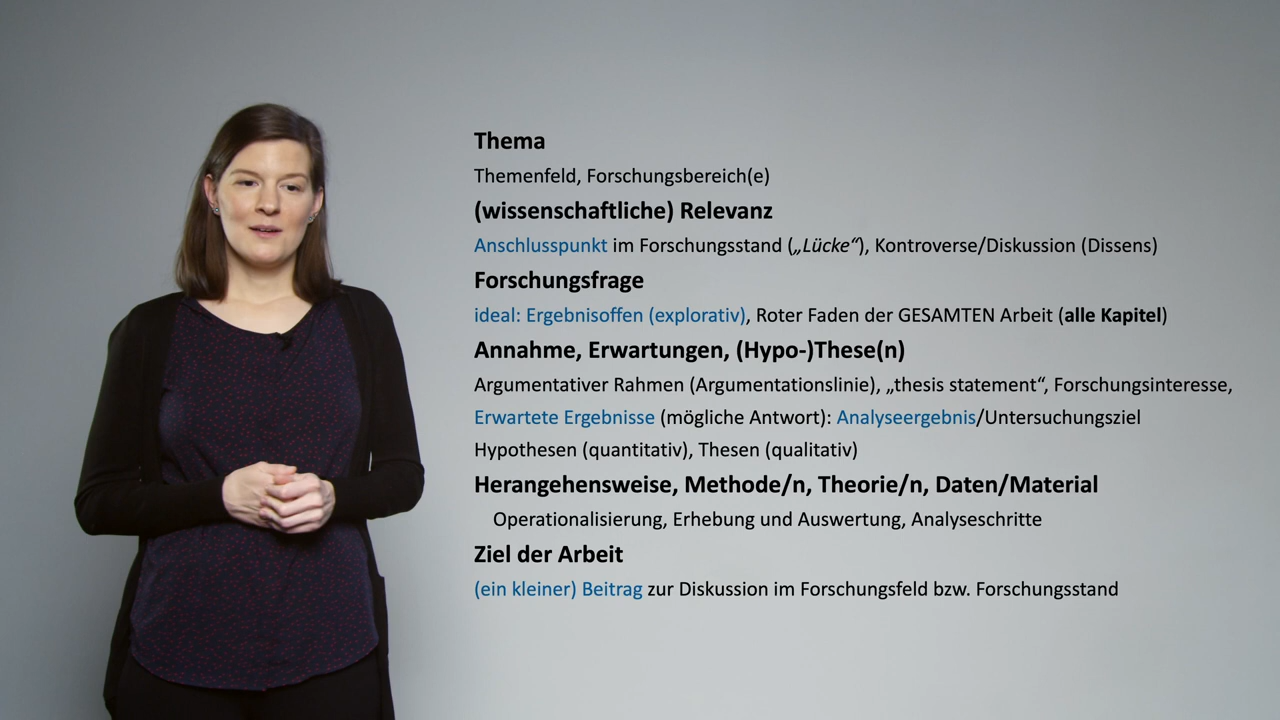 Thema
Themenfeld, Forschungsbereich(e)
(wissenschaftliche) Relevanz
Anschlusspunkt im Forschungsstand („Lücke“), Kontroverse/Diskussion (Dissens)
Forschungsfrage
ideal: Ergebnisoffen (explorativ), Roter Faden der GESAMTEN Arbeit (alle Kapitel)
Annahme, Erwartungen, (Hypo-)These(n)
Argumentativer Rahmen (Argumentationslinie), „thesis statement“, Forschungsinteresse,
Erwartete Ergebnisse (mögliche Antwort): Analyseergebnis/Untersuchungsziel
Hypothesen (quantitativ), Thesen (qualitativ)
Herangehensweise, Methode/n, Theorie/n, Daten/Material
Operationalisierung, Erhebung und Auswertung, Analyseschritte
Ziel der Arbeit
(ein kleiner) Beitrag zur Diskussion im Forschungsfeld bzw. Forschungsstand